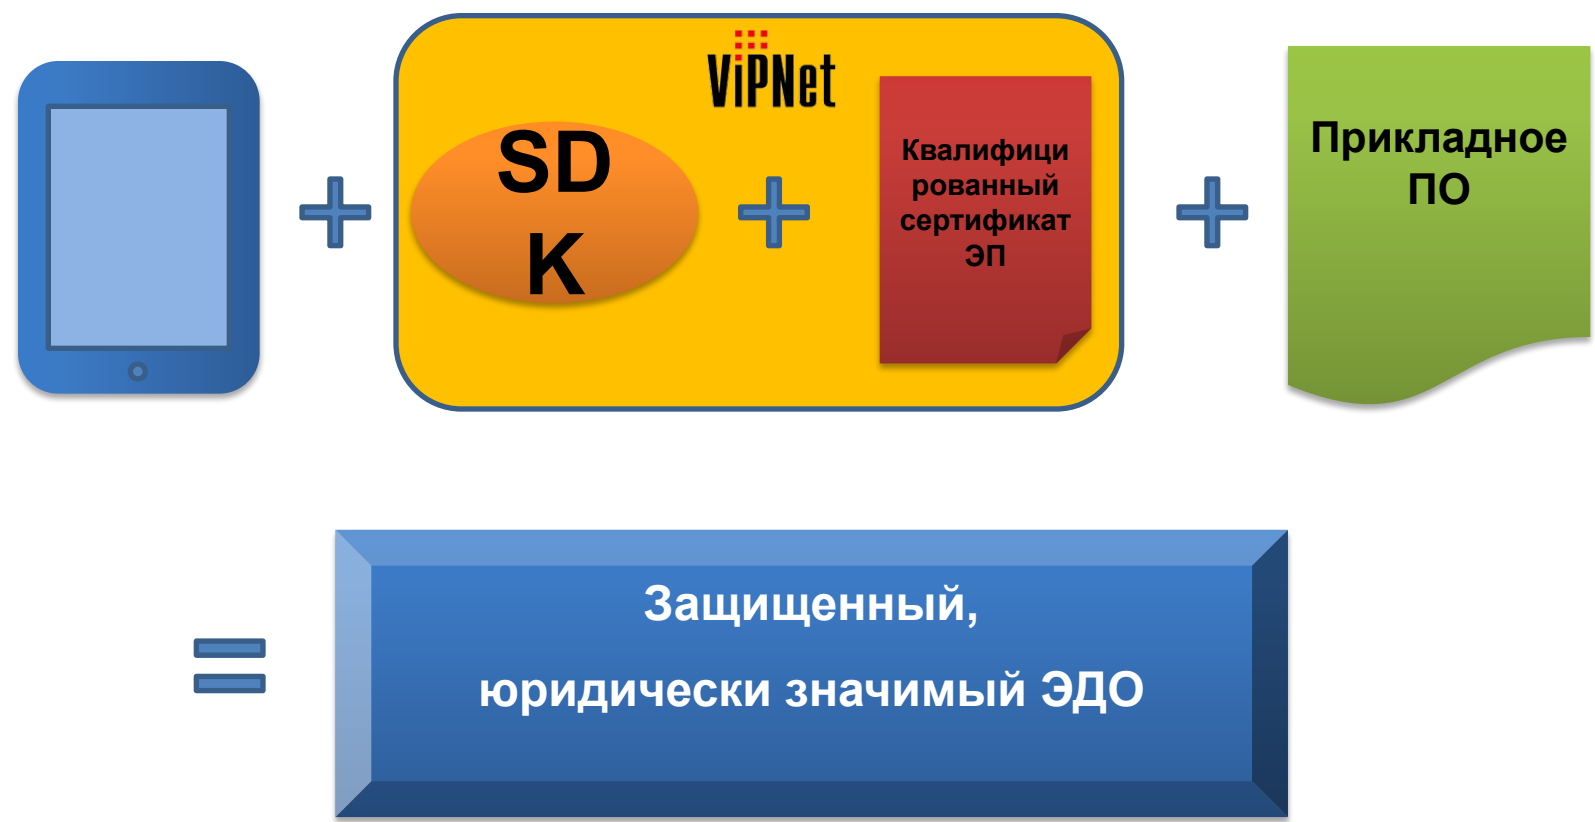 ViPNet
SD
K
Квалифици
рованный
сертификат
ЭП
Прикладное
ПО
Защищенный,
юридически значимый ЭДО